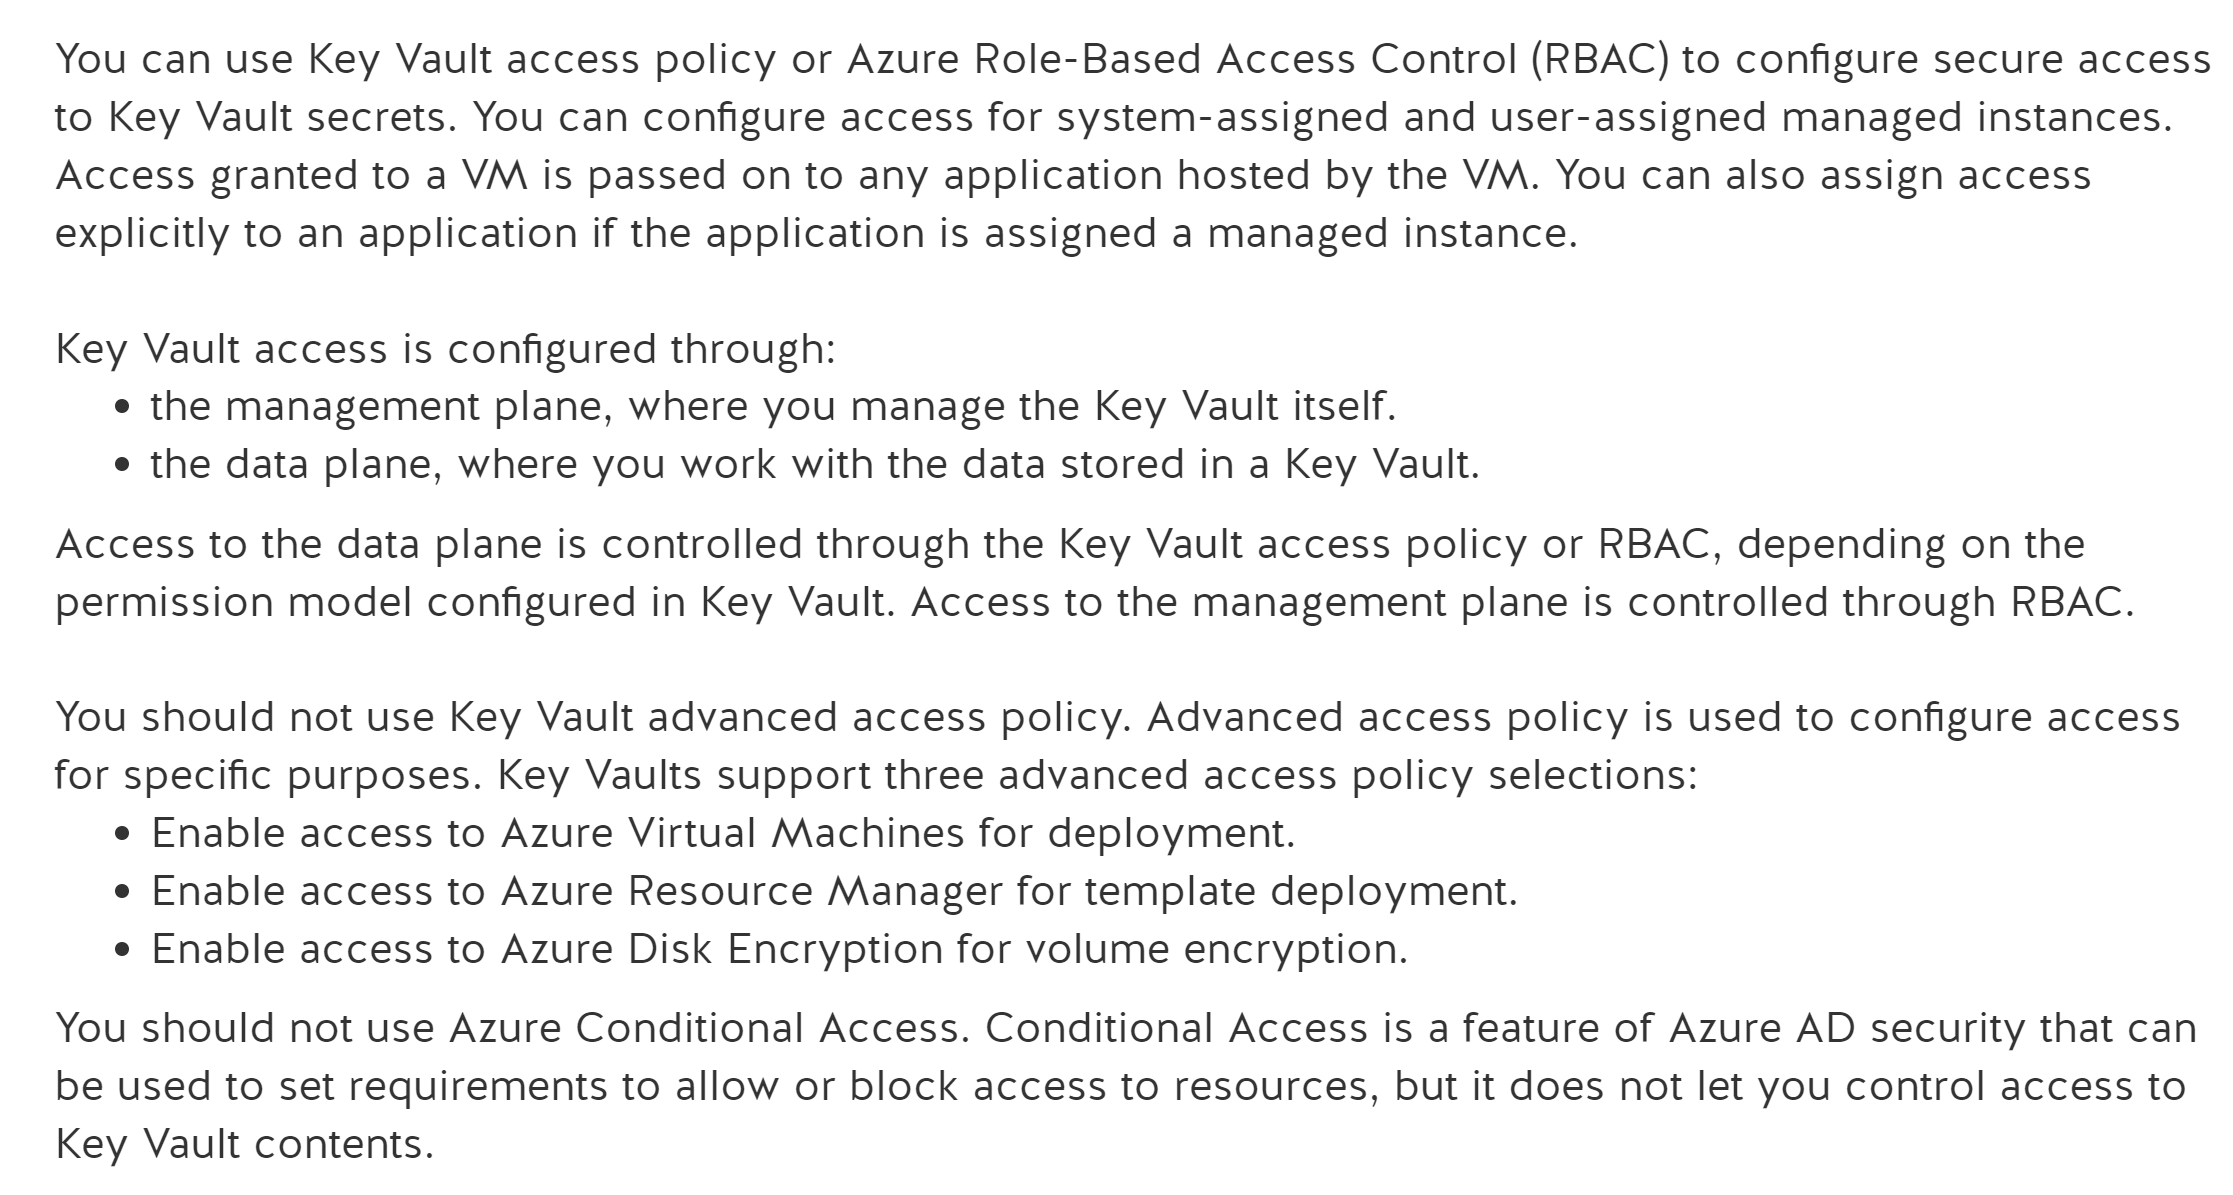 You can use Key Vault access policy or Azure Role-Based Access Control (RBAC) to configure secure access
to Key Vault secrets. You can configure access for system-assigned and user-assigned managed instances.
Access granted to a VM is passed on to any application hosted by the VM. You can also assign access
explicitly to an application if the application is assigned a managed instance.
Key Vault access is configured through:
• the management plane, where you manage the Key Vault itself.
• the data plane, where you work with the data stored in a Key Vault.
Access to the data plane is controlled through the Key Vault access policy or RBAC, depending on the
permission model configured in Key Vault. Access to the management plane is controlled through RBAC.
You should not use Key Vault advanced access policy. Advanced access policy is used to configure access
for specific purposes. Key Vaults support three advanced access policy selections:
• Enable access to Azure Virtual Machines for deployment.
• Enable access to Azure Resource Manager for template deployment.
• Enable access to Azure Disk Encryption for volume encryption.
You should not use Azure Conditional Access. Conditional Access is a feature of Azure AD security that can
be used to set requirements to allow or block access to resources, but it does not let you control access to
Key Vault contents.